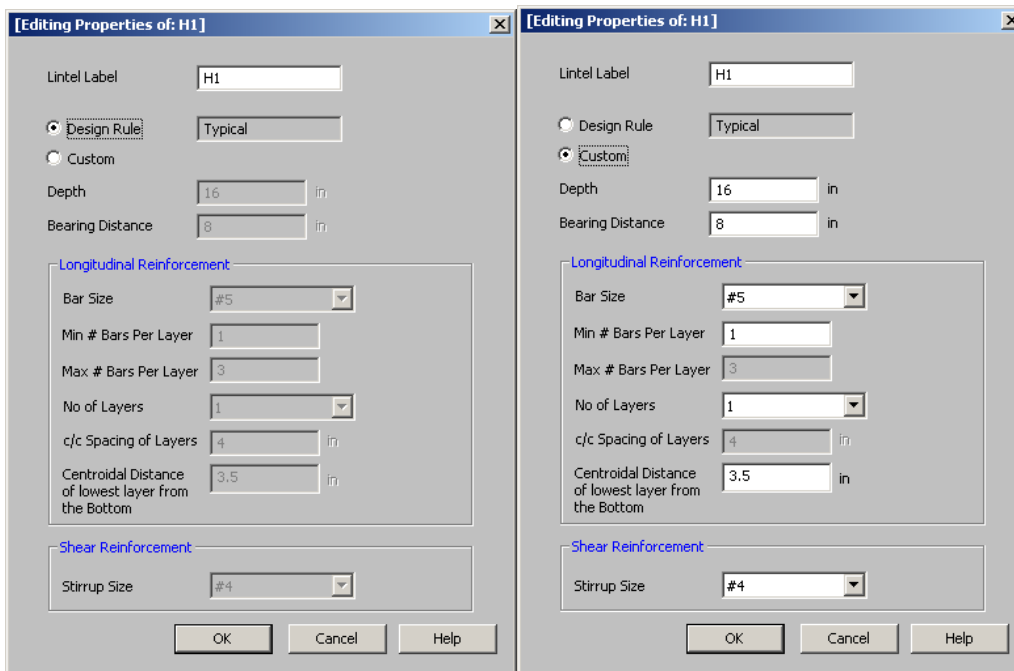 [Editing Properties of: H1]
Lintel Label H1
Design Rule Typical
Custom
Depth 16 in
Bearing Distance 8 in
Longitudinal Reinforcement
Bar Size #5
Min # Bars Per Layer 1
Max # Bars Per Layer 3
No of Layers 1
c/c Spacing of Layers 4 in
Centroidal Distance 3.5 in
of lowest layer from
the Bottom
Shear Reinforcement
Stirrup Size #4
OK Cancel Help
[Editing Properties of: H1]
Lintel Label H1
Design Rule Typical
Custom
Depth 16 in
Bearing Distance 8 in
Longitudinal Reinforcement
Bar Size #5
Min # Bars Per Layer 1
Max # Bars Per Layer 3
No of Layers 1
c/c Spacing of Layers 4 in
Centroidal Distance 3.5 in
of lowest layer from
the Bottom
Shear Reinforcement
Stirrup Size #4
OK Cancel Help